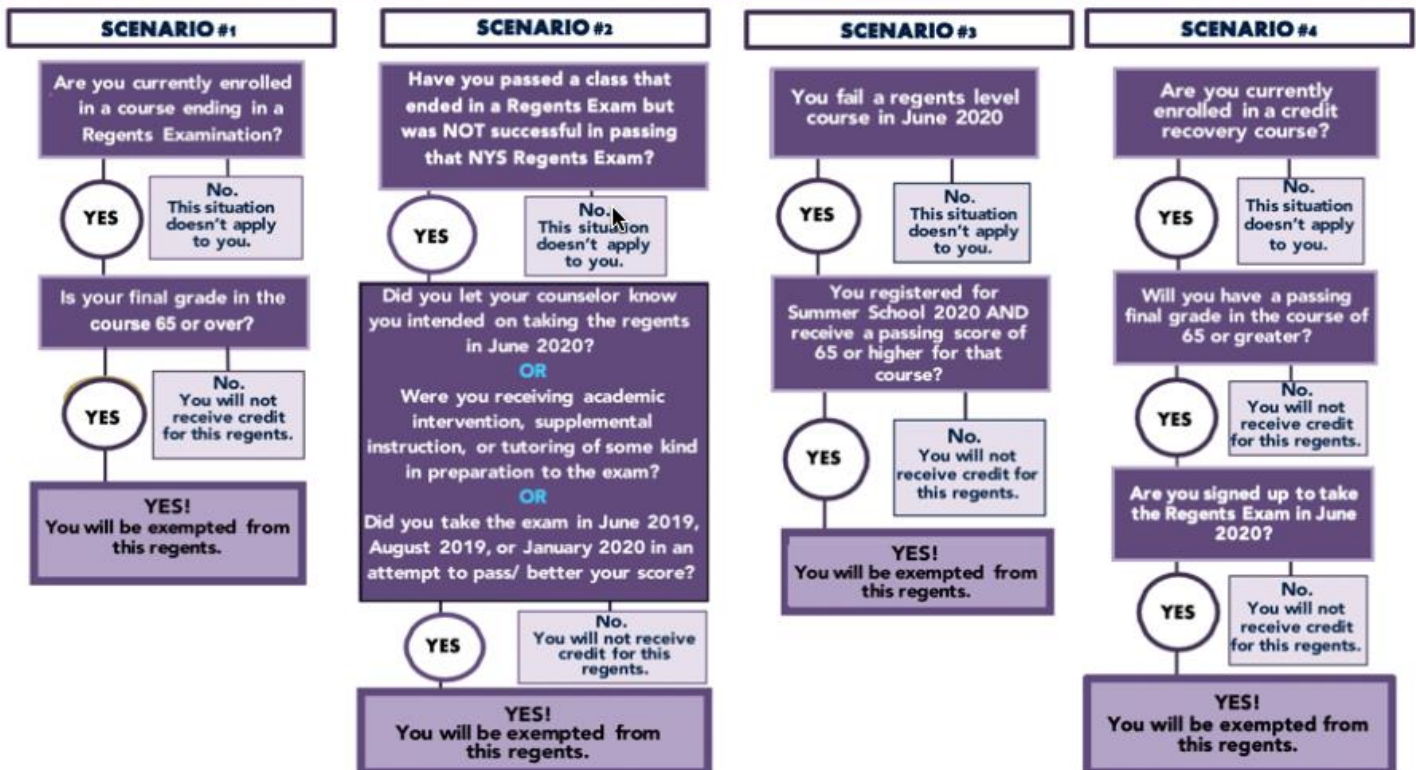 SCENARIO #1
Are you currently enrolled
in a course ending in a
Regents Examination?
YES
No.
This situation
doesn't apply
to you.
Is your final grade in the
course 65 or over?
YES
No.
You will not
receive credit
for this regents.
YES!
You will be exempted from
this regents.
SCENARIO #2
Have you passed a class that
ended in a Regents Exam but
was NOT successful in passing
that NYS Regents Exam?
YES
No.
This situation
doesn't apply
to you.
Did you let your counselor know
you intended on taking the regents
in June 2020?
OR
Were you receiving academic
intervention, supplemental
instruction, or tutoring of some kind
in preparation to the exam?
OR
Did you take the exam in June 2019,
August 2019, or January 2020 in an
attempt to pass/ better your score?
YES
No.
You will not receive
credit for this
regents.
YES!
You will be exempted from
this regents.
SCENARIO #3
You fail a regents level
course in June 2020
YES
No.
This situation
doesn't apply
to you.
You registered for
Summer School 2020 AND
receive a passing score of
65 or higher for that
course?
YES
No.
You will not
receive credit for
this regents.
YES!
You will be exempted from
this regents.
SCENARIO #4
Are you currently
enrolled in a credit
recovery course?
YES
No.
This situation
doesn't apply
to you.
Will you have a passing
final grade in the course of
65 or greater?
YES
No.
You will not
receive credit
for this regents.
Are you signed up to take
the Regents Exam in June
2020?
YES
No.
You will not
receive credit
for this regents.
YES!
You will be exempted from
this regents.